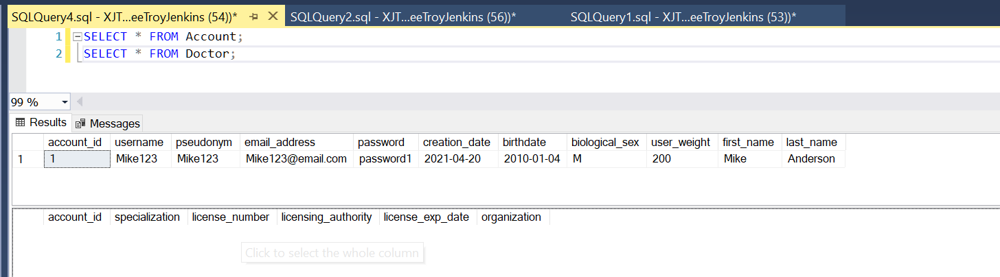 SQLQuery4.sql - XJT...eeTroyJenkins (54))* SQLQuery2.sql - XJT...eeTroyJenkins (56))* SQLQuery1.sql - XJT...eeTroyJenkins (53))*
1 SELECT * FROM Account;
2 SELECT * FROM Doctor;
99 %
Results Messages
account_id username pseudonym email_address password creation_date birthdate biological_sex user_weight first_name last_name
1 1 Mike123 Mike123 Mike123@email.com password1 2021-04-20 2010-01-04 M 200 Mike Anderson
account_id specialization license_number licensing_authority license_exp_date organization
Click to select the whole column